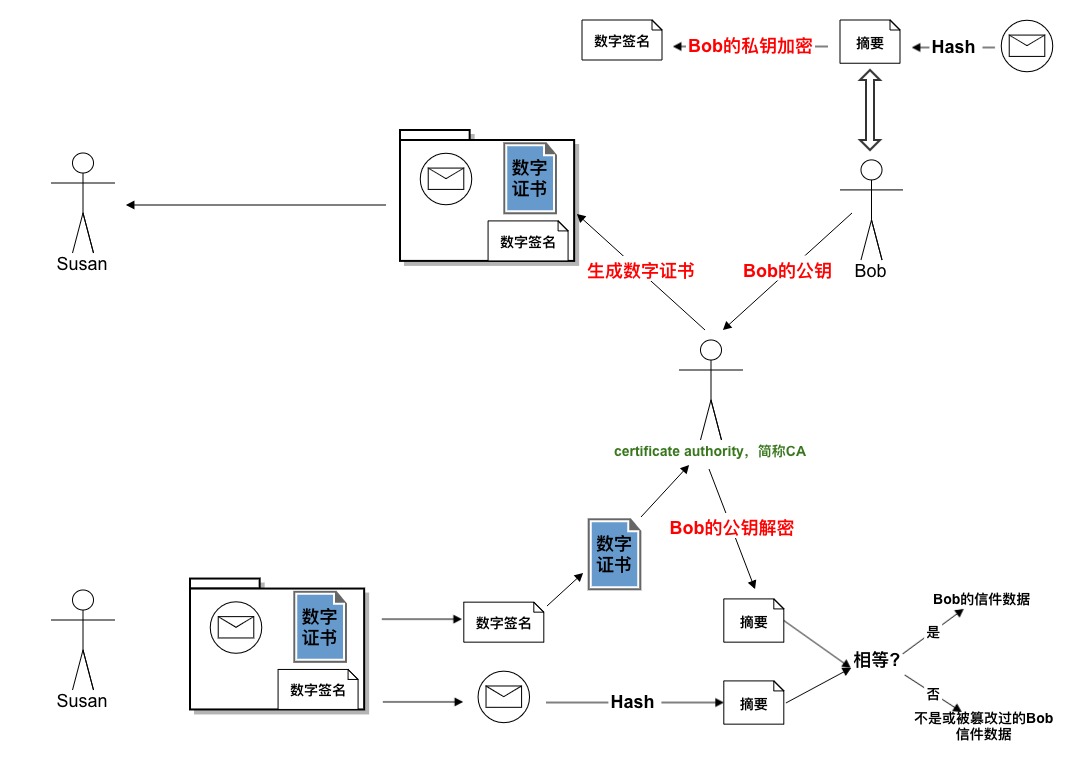 数字签名
Bob的私钥加密
摘要
Hash
数字
证书
数字签名
Susan
生成数字证书
Bob的公钥
Bob
certificate authority，简称CA
Bob的公钥解密
数字
证书
数字
证书
数字签名
数字签名
Susan
Hash
摘要
摘要
相等?
Bob的信件数据
是
否
不是或被篡改过的Bob
信件数据